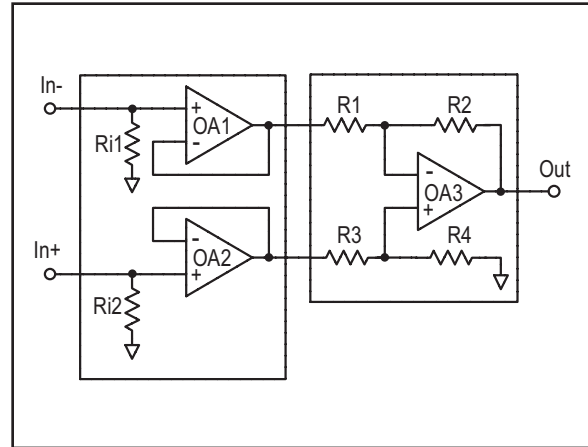 In-
Ri1
+
-
OA1
R1
R2
-
+
OA3
Out
In+
Ri2
-
+
OA2
R3
R4